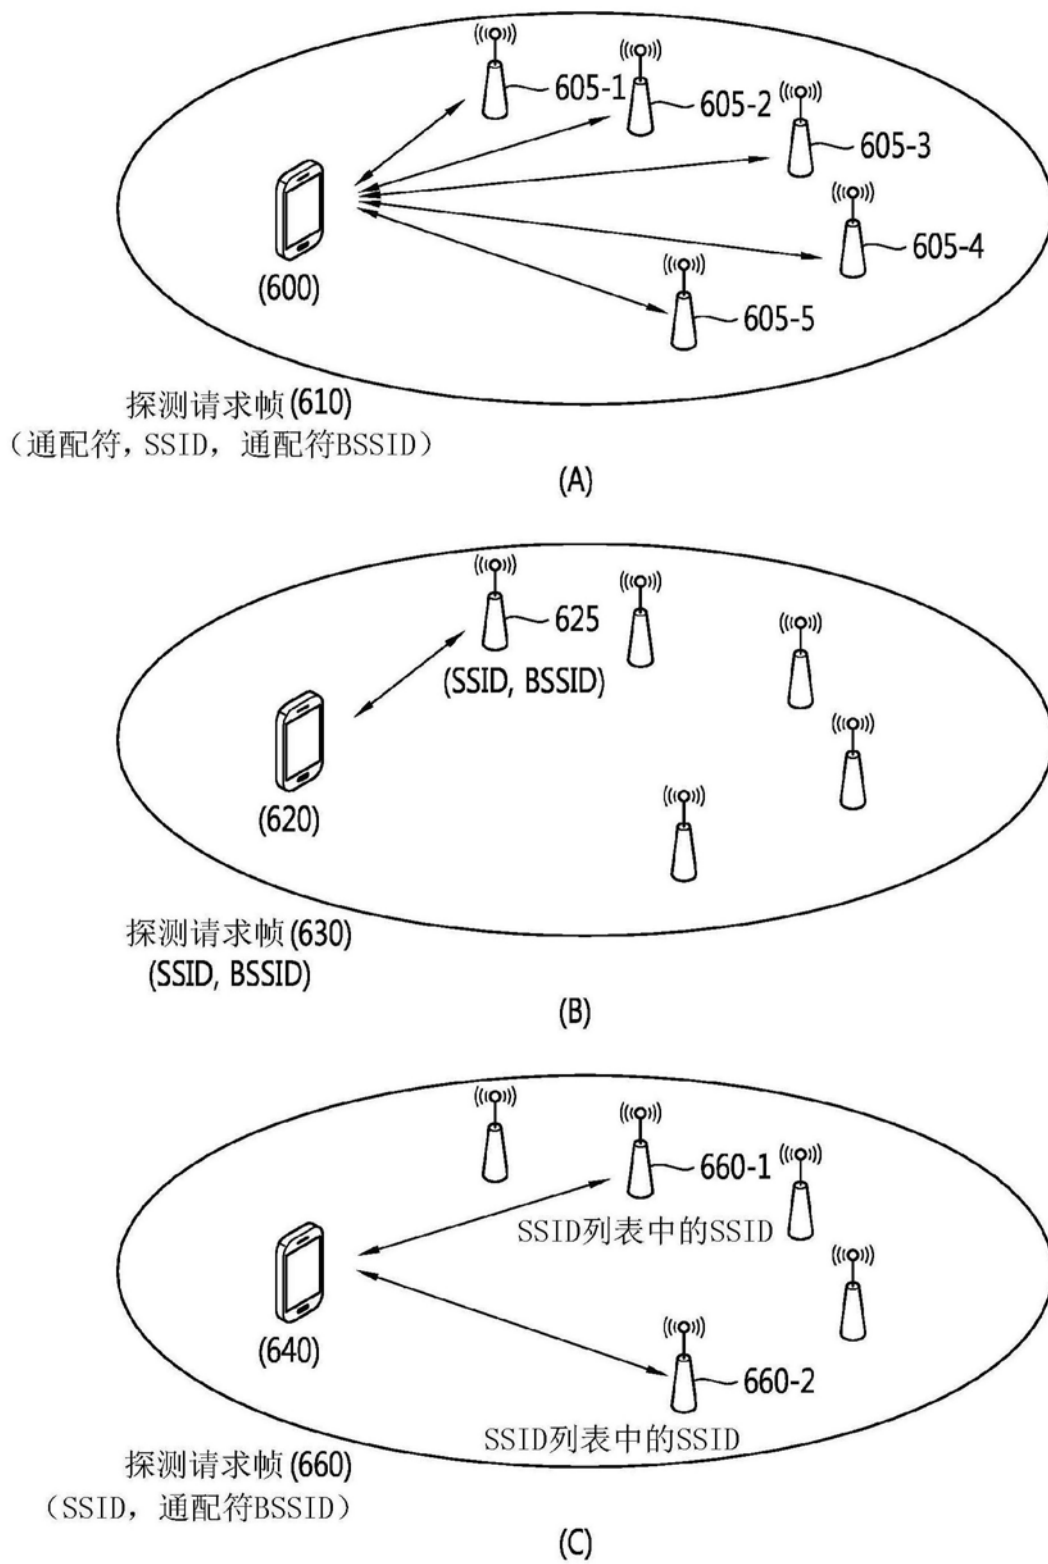 605-1
605-2
605-3
605-4
605-5
(600)
探测请求帧(610)
（通配符，SSID，通配符BSSID）
(A)
625
(SSID, BSSID)
(620)
探测请求帧(630)
(SSID, BSSID)
(B)
660-1
SSID列表中的SSID
(640)
660-2
SSID列表中的SSID
探测请求帧(660)
（SSID，通配符BSSID）
(C)